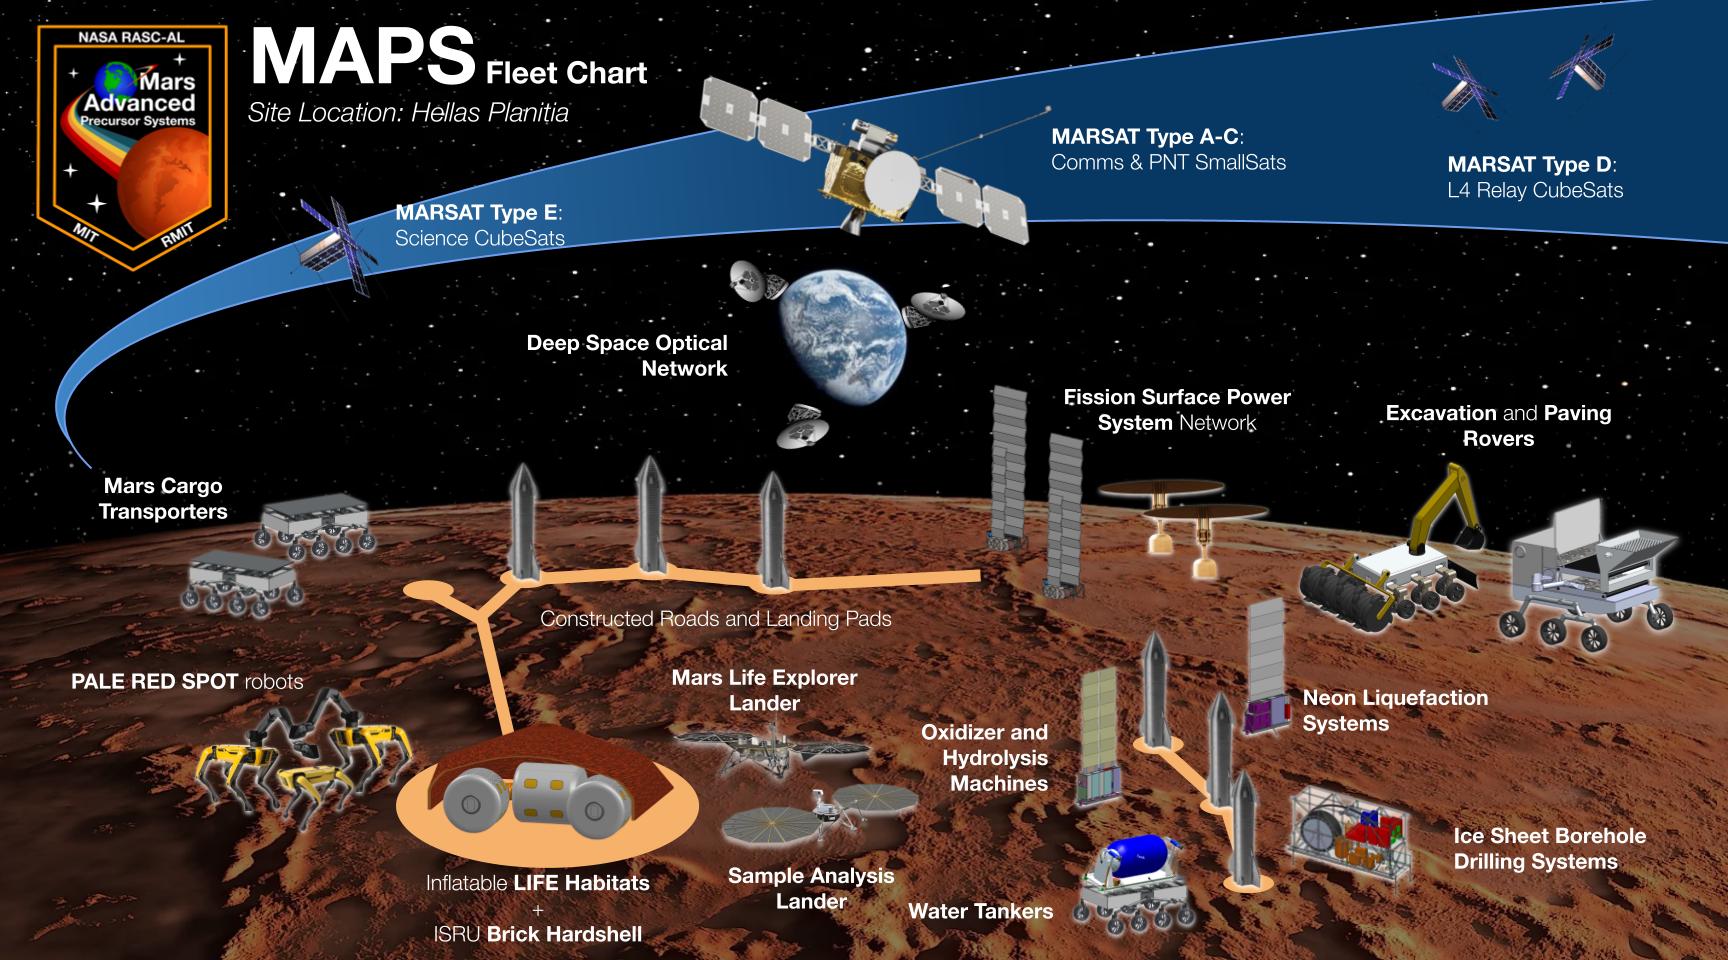 NASA RASC-AL
Mars
Advanced
Precursor Systems
MIT
RMIT
MAPS Fleet Chart
Site Location: Hellas Planitia
MARSAT Type E:
Science CubeSats
MARSAT Type A-C:
Comms & PNT SmallSats
MARSAT Type D:
L4 Relay CubeSats
Deep Space Optical
Network
Fission Surface Power
System Network
Excavation and Paving
Rovers
Mars Cargo
Transporters
Constructed Roads and Landing Pads
PALE RED SPOT robots
Mars Life Explorer
Lander
Oxidizer and
Hydrolysis
Machines
Neon Liquefaction
Systems
Inflatable LIFE Habitats
+
ISRU Brick Hardshell
Sample Analysis
Lander
Water Tankers
Ice Sheet Borehole
Drilling Systems